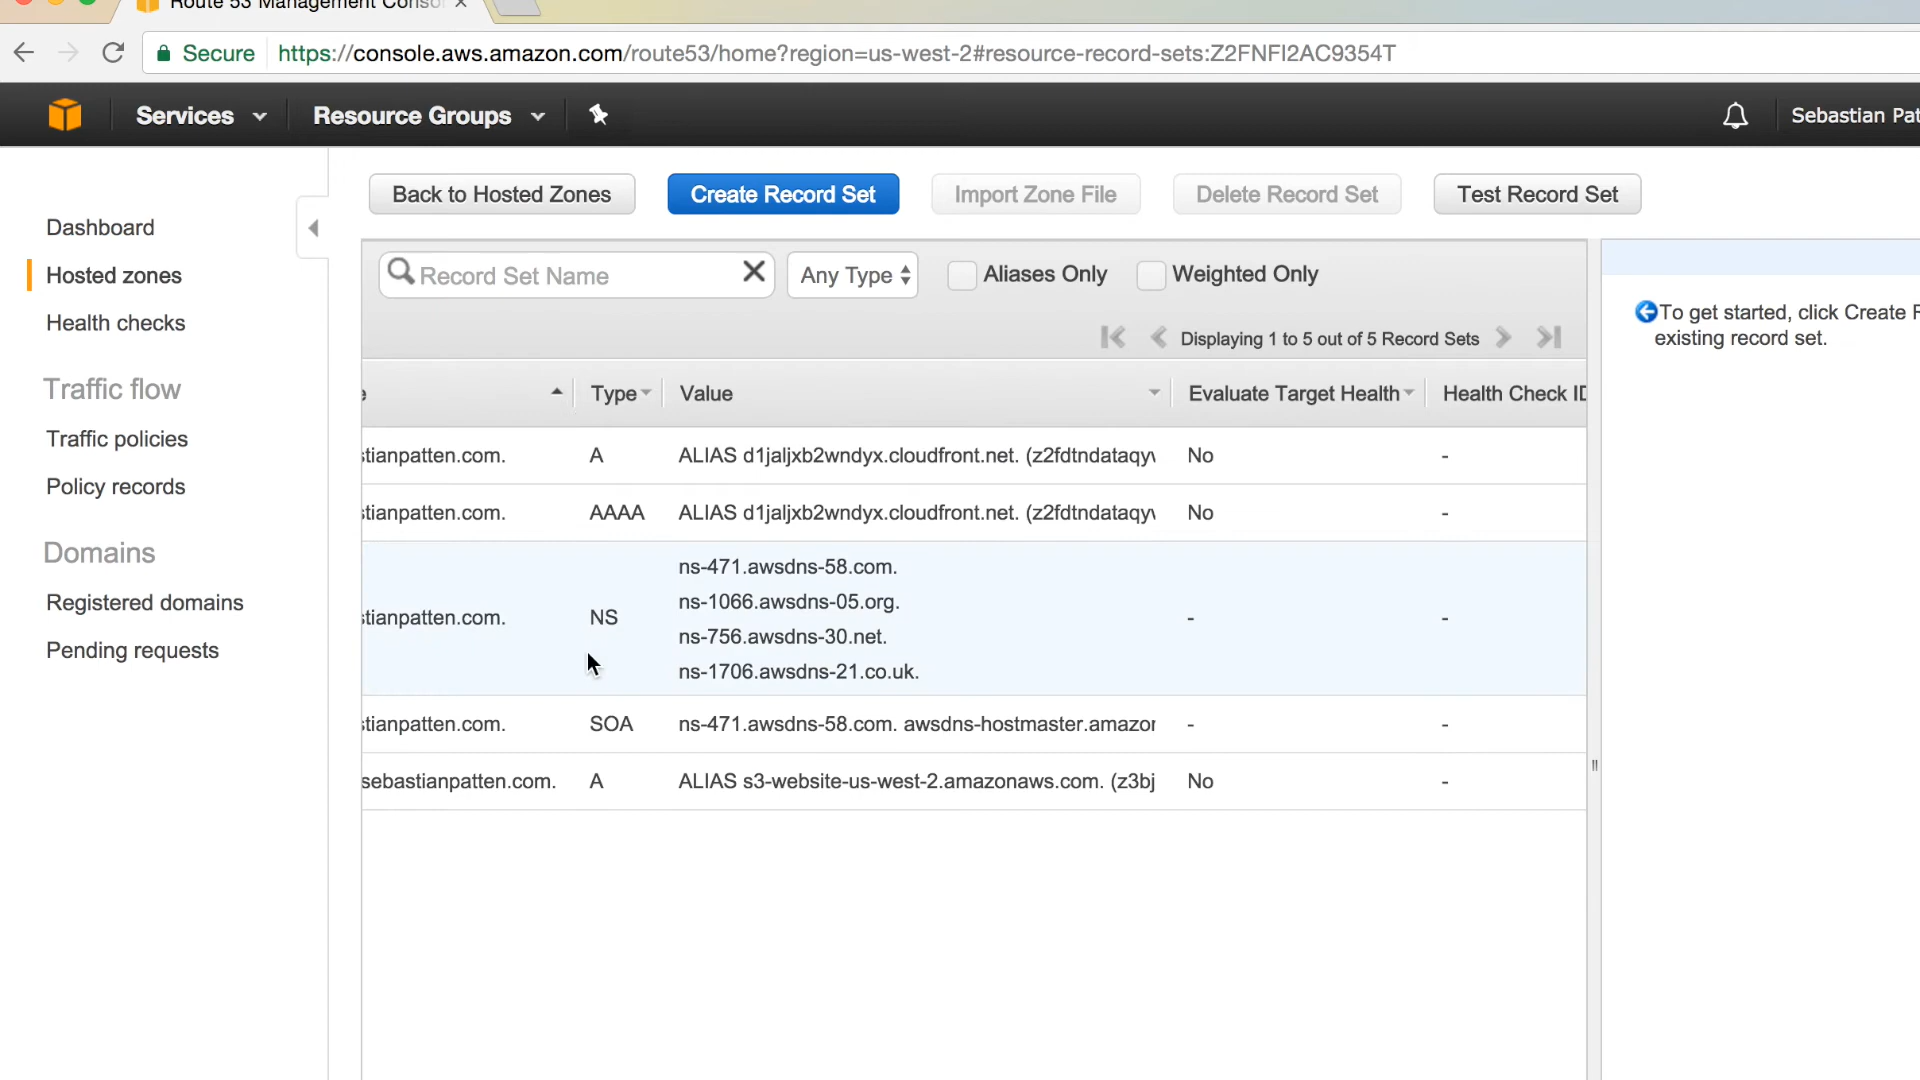 Route 53 Management Consol
Secure https://console.aws.amazon.com/route53/home?region=us-west-2#resource-record-sets:Z2FNFI2AC9354T
Services Resource Groups Sebastian Pat
Back to Hosted Zones Create Record Set Import Zone File Delete Record Set Test Record Set
Dashboard
Hosted zones
Health checks
Traffic flow
Traffic policies
Policy records
Domains
Registered domains
Pending requests
Record Set Name Any Type Aliases Only Weighted Only
Displaying 1 to 5 out of 5 Record Sets
e Type Value Evaluate Target Health Health Check ID
stianpatten.com. A ALIAS d1jaljxb2wndyx.cloudfront.net. (z2fdtndataqyw No -
stianpatten.com. AAAA ALIAS d1jaljxb2wndyx.cloudfront.net. (z2fdtndataqyw No -
stianpatten.com. NS ns-471.awsdns-58.com. - -
ns-1066.awsdns-05.org.
ns-756.awsdns-30.net.
ns-1706.awsdns-21.co.uk.
stianpatten.com. SOA ns-471.awsdns-58.com. awsdns-hostmaster.amazon - -
sebastianpatten.com. A ALIAS s3-website-us-west-2.amazonaws.com. (z3bj No -
To get started, click Create R
existing record set.